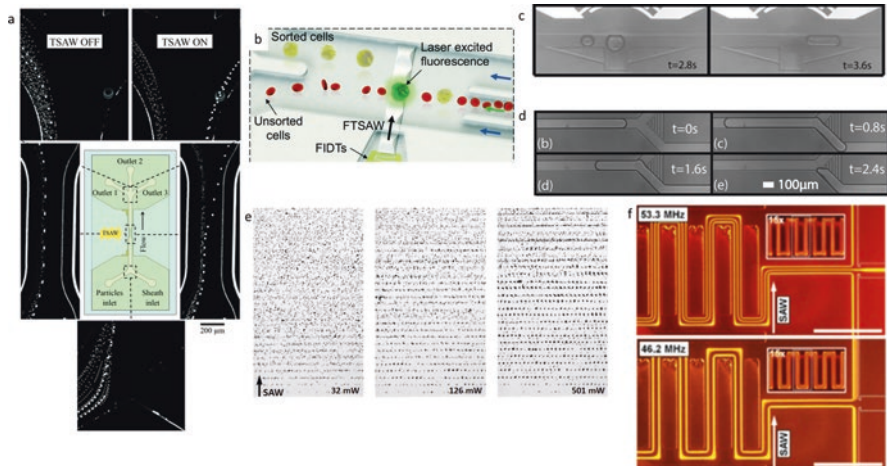 a
TSAW OFF
TSAW ON
Outlet 2
Outlet 1
Outlet 3
TSAW
Flow
Particles inlet
Sheath inlet
200 μm
b
Sorted cells
Laser excited fluorescence
Unsorted cells
FTSAW
FIDTs
c
t=2.8s
t=3.6s
d
(b)
t=0s
(c)
t=0.8s
(d)
t=1.6s
(e)
100μm
t=2.4s
e
SAW
32 mW
126 mW
501 mW
f
53.3 MHz
SAW
46.2 MHz
SAW